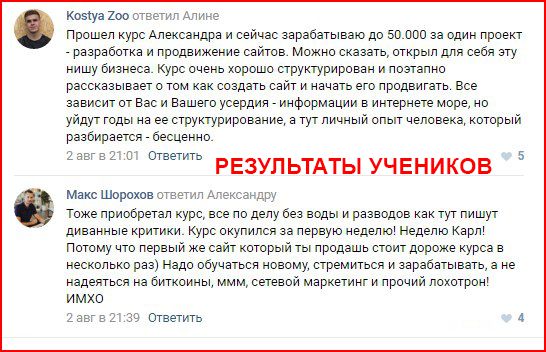 Kostya Zoo ответил Алине
Прошел курс Александра и сейчас зарабатываю до 50.000 за один проект
- разработка и продвижение сайтов. Можно сказать, открыл для себя эту
нишу бизнеса. Курс очень хорошо структурирован и поэтапно
рассказывает о том как создать сайт и начать его продвигать. Все
зависит от Вас и Вашего усердия - информации в интернете море, но
уйдут годы на ее структурирование, а тут личный опыт человека, который
разбирается - бесценно.
2 авг в 21:01 Ответить 5
РЕЗУЛЬТАТЫ УЧЕНИКОВ
Макс Шорохов ответил Александру
Тоже приобретал курс, все по делу без воды и разводов как тут пишут
диванные критики. Курс окупился за первую неделю! Неделю Карл!
Потому что первый же сайт который ты продашь стоит дороже курса в
несколько раз) Надо обучаться новому, стремиться и зарабатывать, а не
надеяться на биткоины, ммм, сетевой маркетинг и прочий лохотрон!
ИМХО
2 авг в 21:39 Ответить 4